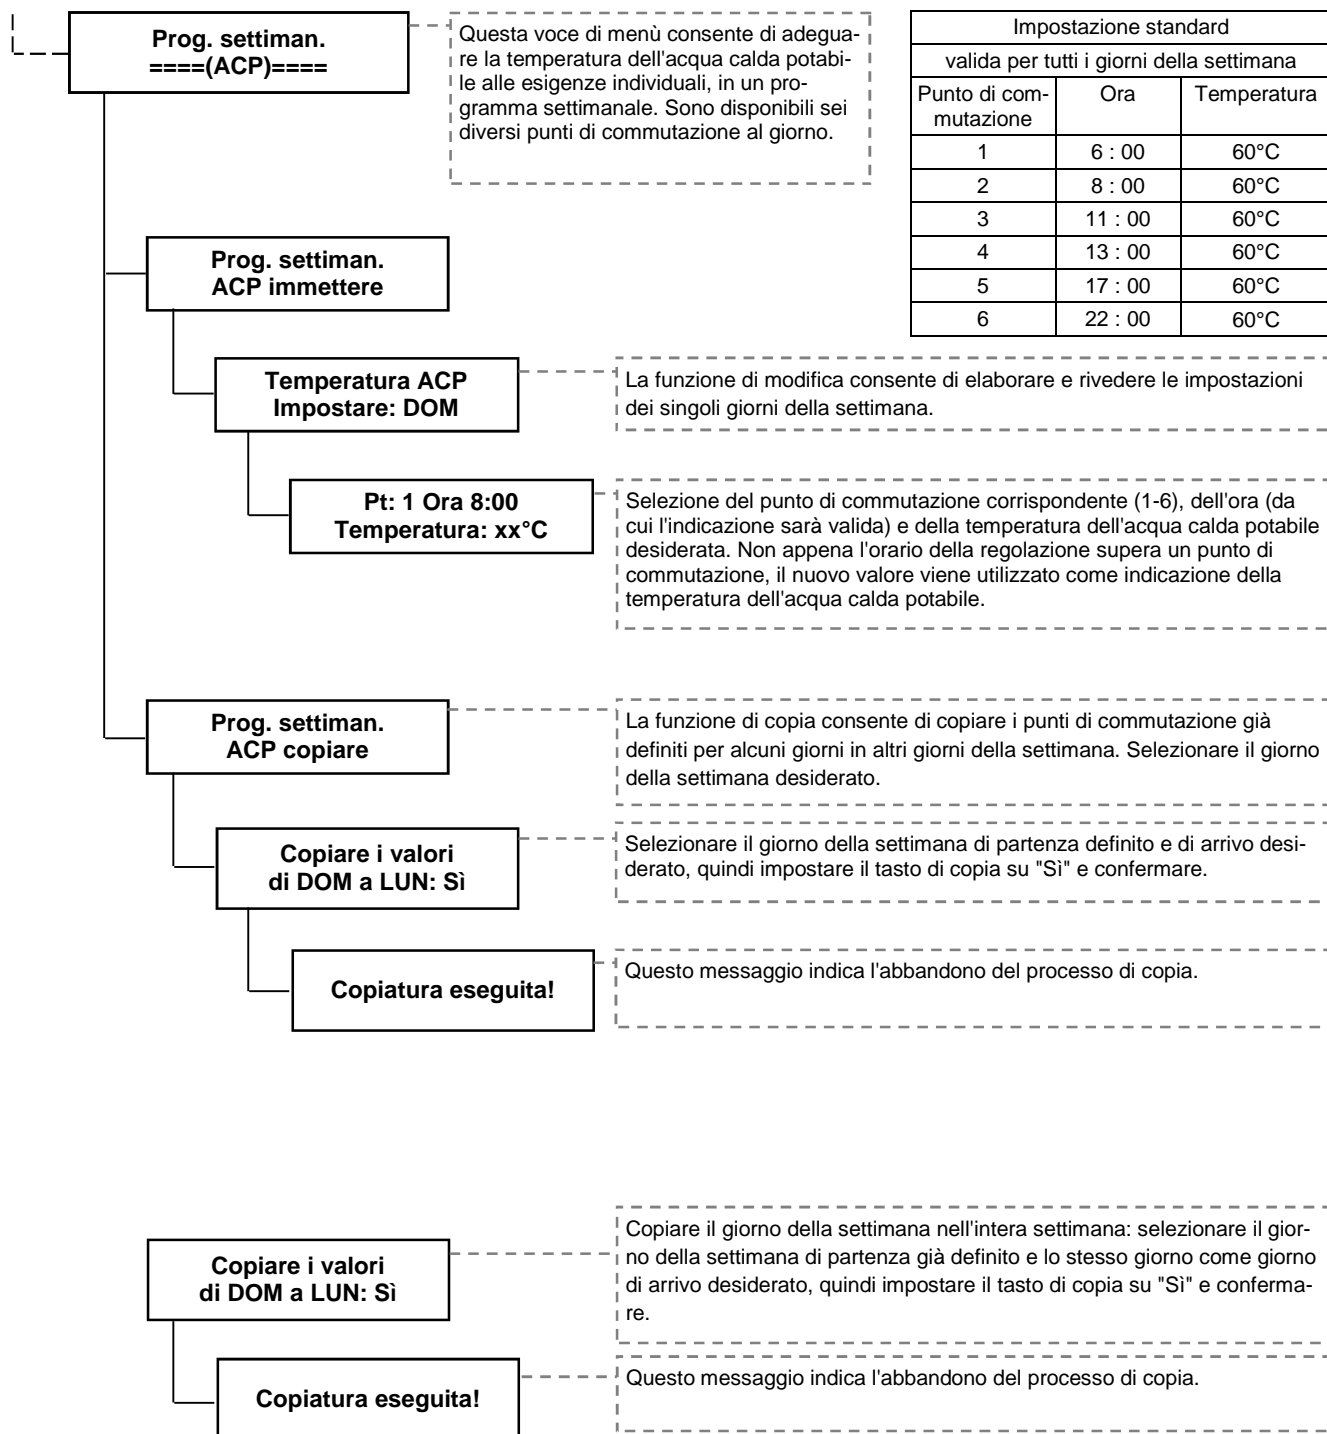 Prog. settiman.
====(ACP)====
Questa voce di menù consente di adegua-
re la temperatura dell'acqua calda potabi-
le alle esigenze individuali, in un pro-
gramma settimanale. Sono disponibili sei
diversi punti di commutazione al giorno.
Impostazione standard
valida per tutti i giorni della settimana
Punto di com-
mutazione
Ora
Temperatura
1 6 : 00 60°C
2 8 : 00 60°C
3 11 : 00 60°C
4 13 : 00 60°C
5 17 : 00 60°C
6 22 : 00 60°C
Prog. settiman.
ACP immettere
Temperatura ACP
Impostare: DOM
La funzione di modifica consente di elaborare e rivedere le impostazioni
dei singoli giorni della settimana.
Pt: 1 Ora 8:00
Temperatura: xx°C
Selezione del punto di commutazione corrispondente (1-6), dell'ora (da
cui l'indicazione sarà valida) e della temperatura dell'acqua calda potabile
desiderata. Non appena l'orario della regolazione supera un punto di
commutazione, il nuovo valore viene utilizzato come indicazione della
temperatura dell'acqua calda potabile.
Prog. settiman.
ACP copiare
La funzione di copia consente di copiare i punti di commutazione già
definiti per alcuni giorni in altri giorni della settimana. Selezionare il giorno
della settimana desiderato.
Copiare i valori
di DOM a LUN: Sì
Selezionare il giorno della settimana di partenza definito e di arrivo desi-
derato, quindi impostare il tasto di copia su "Sì" e confermare.
Copiatura eseguita!
Questo messaggio indica l'abbandono del processo di copia.
Copiare i valori
di DOM a LUN: Sì
Copiare il giorno della settimana nell'intera settimana: selezionare il gior-
no della settimana di partenza già definito e lo stesso giorno come giorno
di arrivo desiderato, quindi impostare il tasto di copia su "Sì" e conferma-
re.
Copiatura eseguita!
Questo messaggio indica l'abbandono del processo di copia.